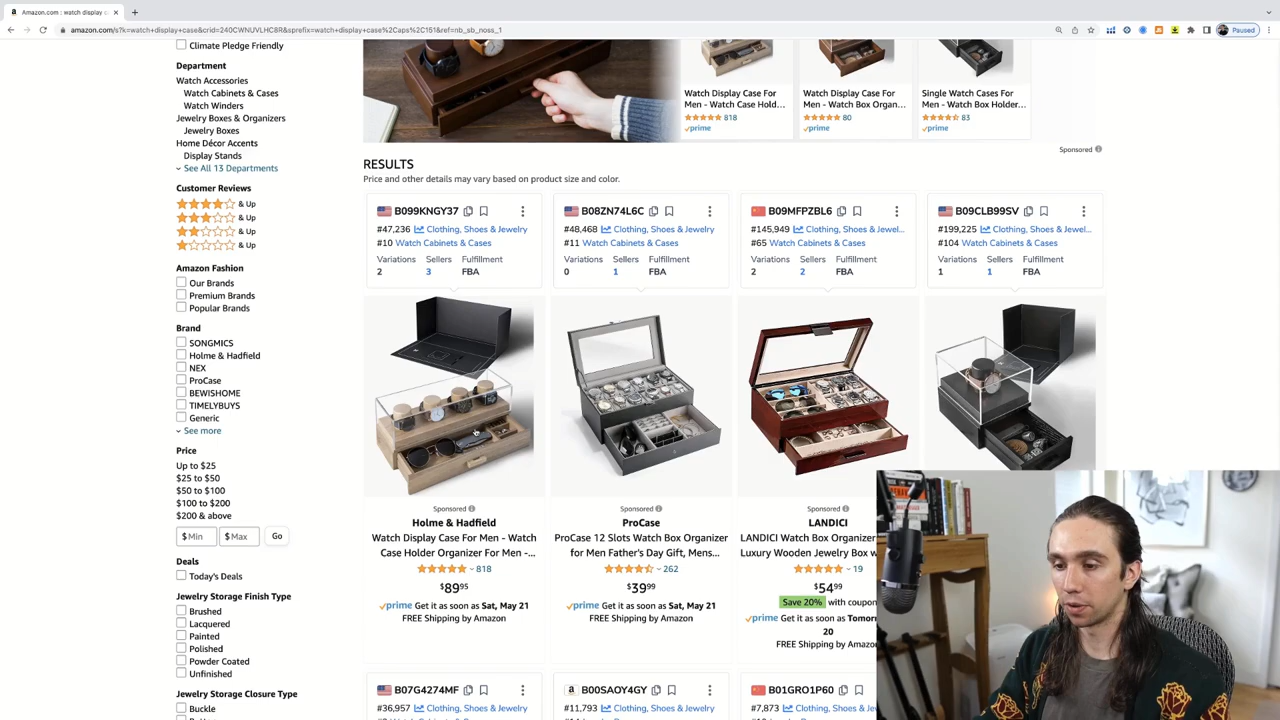 Amazon.com : watch display c
amazon.com/s?k=watch+display+case&crid=240CWNUVLHC8R&sprefix=watch+display+case%2Caps%2C151&ref=nb_sb_noss_1
Paused
Climate Pledge Friendly
Department
Watch Accessories
Watch Cabinets & Cases
Watch Winders
Jewelry Boxes & Organizers
Jewelry Boxes
Home Décor Accents
Display Stands
See All 13 Departments
Customer Reviews
& Up
& Up
& Up
& Up
Amazon Fashion
Our Brands
Premium Brands
Popular Brands
Brand
SONGMICS
Holme & Hadfield
NEX
ProCase
BEWISHOME
TIMELYBUYS
Generic
See more
Price
Up to $25
$25 to $50
$50 to $100
$100 to $200
$200 & above
$ Min $ Max Go
Deals
Today's Deals
Jewelry Storage Finish Type
Brushed
Lacquered
Painted
Polished
Powder Coated
Unfinished
Jewelry Storage Closure Type
Buckle
Watch Display Case For
Men - Watch Case Hold...
818
prime
Watch Display Case For
Men - Watch Box Organ...
80
prime
Single Watch Cases For
Men - Watch Box Holder...
83
prime
Sponsored
RESULTS
Price and other details may vary based on product size and color.
B099KNGY37
#47,236 Clothing, Shoes & Jewelry
#10 Watch Cabinets & Cases
Variations Sellers Fulfillment
2 3 FBA
B08ZN74L6C
#48,468 Clothing, Shoes & Jewelry
#11 Watch Cabinets & Cases
Variations Sellers Fulfillment
0 1 FBA
B09MFPZBL6
#145,949 Clothing, Shoes & Jewel...
#65 Watch Cabinets & Cases
Variations Sellers Fulfillment
2 2 FBA
B09CLB99SV
#199,225 Clothing, Shoes & Jewel...
#104 Watch Cabinets & Cases
Variations Sellers Fulfillment
1 1 FBA
Sponsored
Holme & Hadfield
Watch Display Case For Men - Watch
Case Holder Organizer For Men -...
818
$8995
prime Get it as soon as Sat, May 21
FREE Shipping by Amazon
Sponsored
ProCase
ProCase 12 Slots Watch Box Organizer
for Men Father's Day Gift, Mens...
262
$3999
prime Get it as soon as Sat, May 21
FREE Shipping by Amazon
Sponsored
LANDICI
LANDICI Watch Box Organizer
Luxury Wooden Jewelry Box w
19
$5499
Save 20% with coupon
prime Get it as soon as Tomor
20
FREE Shipping by Amazon
B07G4274MF
#36,957 Clothing, Shoes & Jewelry
B00SAOY4GY
#11,793 Clothing, Shoes & Jewelry
B01GRO1P60
#7,873 Clothing, Shoes & Je